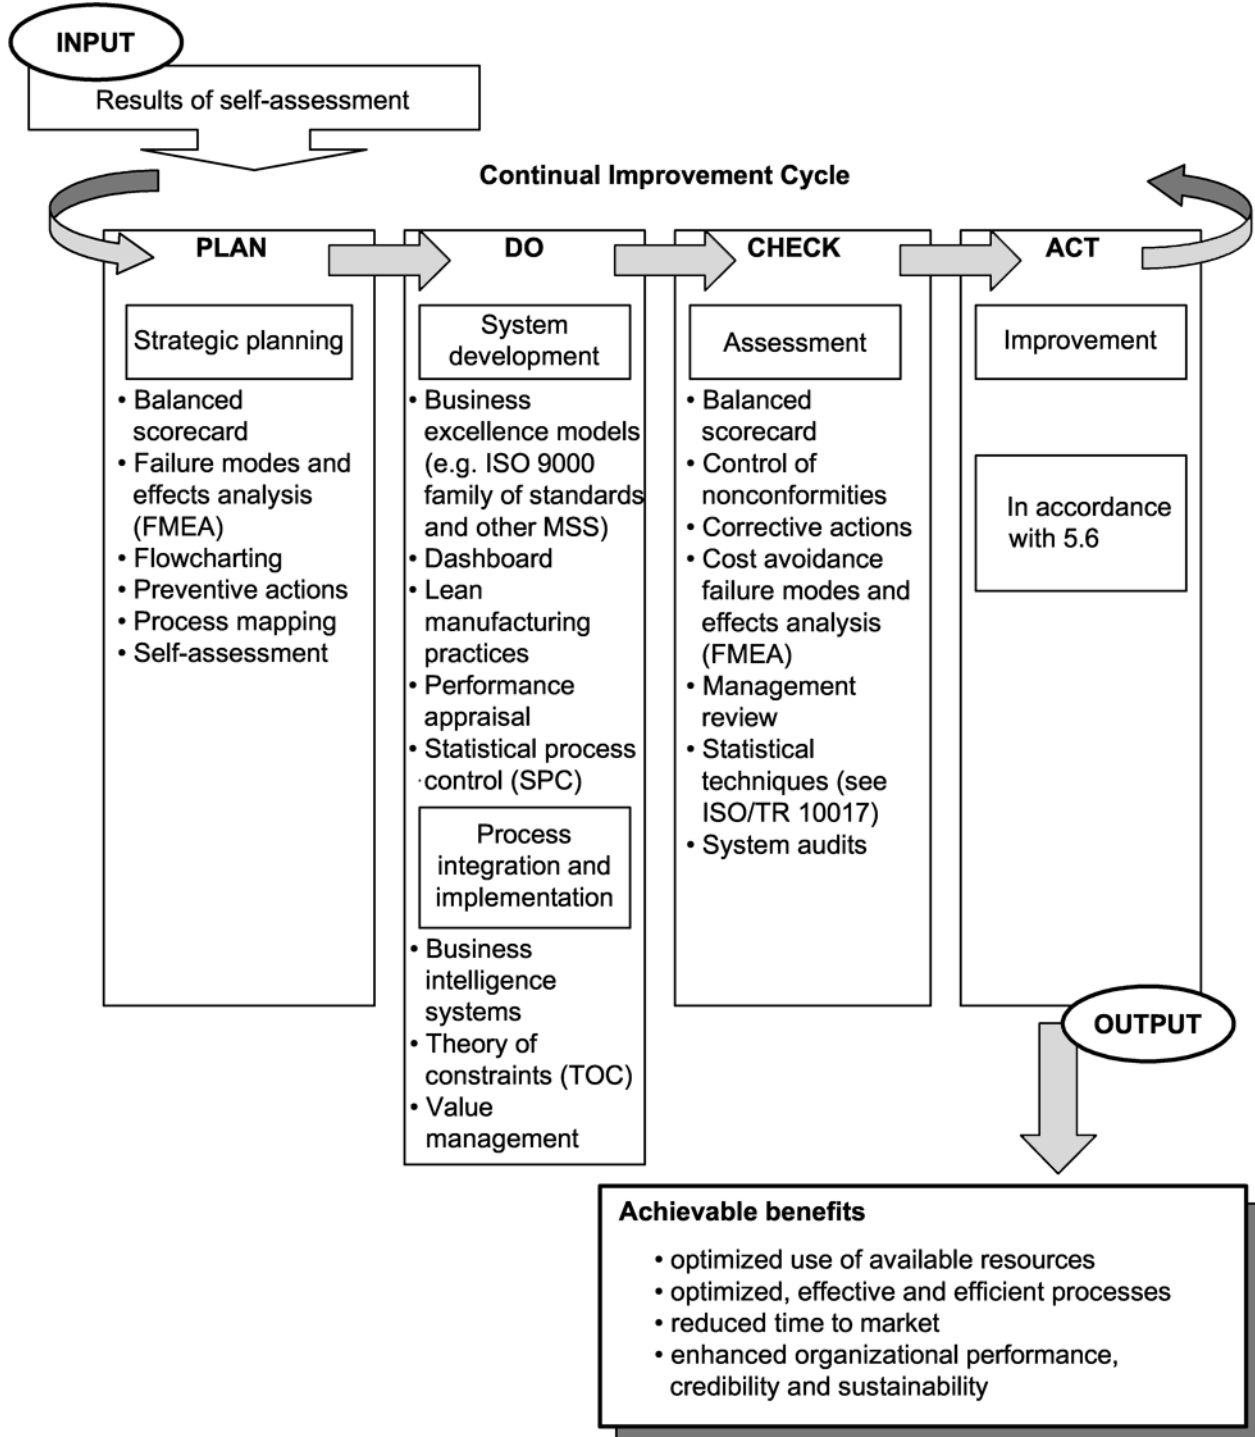 INPUT
Results of self-assessment
Continual Improvement Cycle
PLAN
Strategic planning
• Balanced
scorecard
• Failure modes and
effects analysis
(FMEA)
• Flowcharting
• Preventive actions
• Process mapping
• Self-assessment
DO
System
development
• Business
excellence models
(e.g. ISO 9000
family of standards
and other MSS)
• Dashboard
• Lean
manufacturing
practices
• Performance
appraisal
• Statistical process
control (SPC)
Process
integration and
implementation
• Business
intelligence
systems
• Theory of
constraints (TOC)
• Value
management
CHECK
Assessment
• Balanced
scorecard
• Control of
nonconformities
• Corrective actions
• Cost avoidance
failure modes and
effects analysis
(FMEA)
• Management
review
• Statistical
techniques (see
ISO/TR 10017)
• System audits
ACT
Improvement
In accordance
with 5.6
OUTPUT
Achievable benefits
• optimized use of available resources
• optimized, effective and efficient processes
• reduced time to market
• enhanced organizational performance,
credibility and sustainability